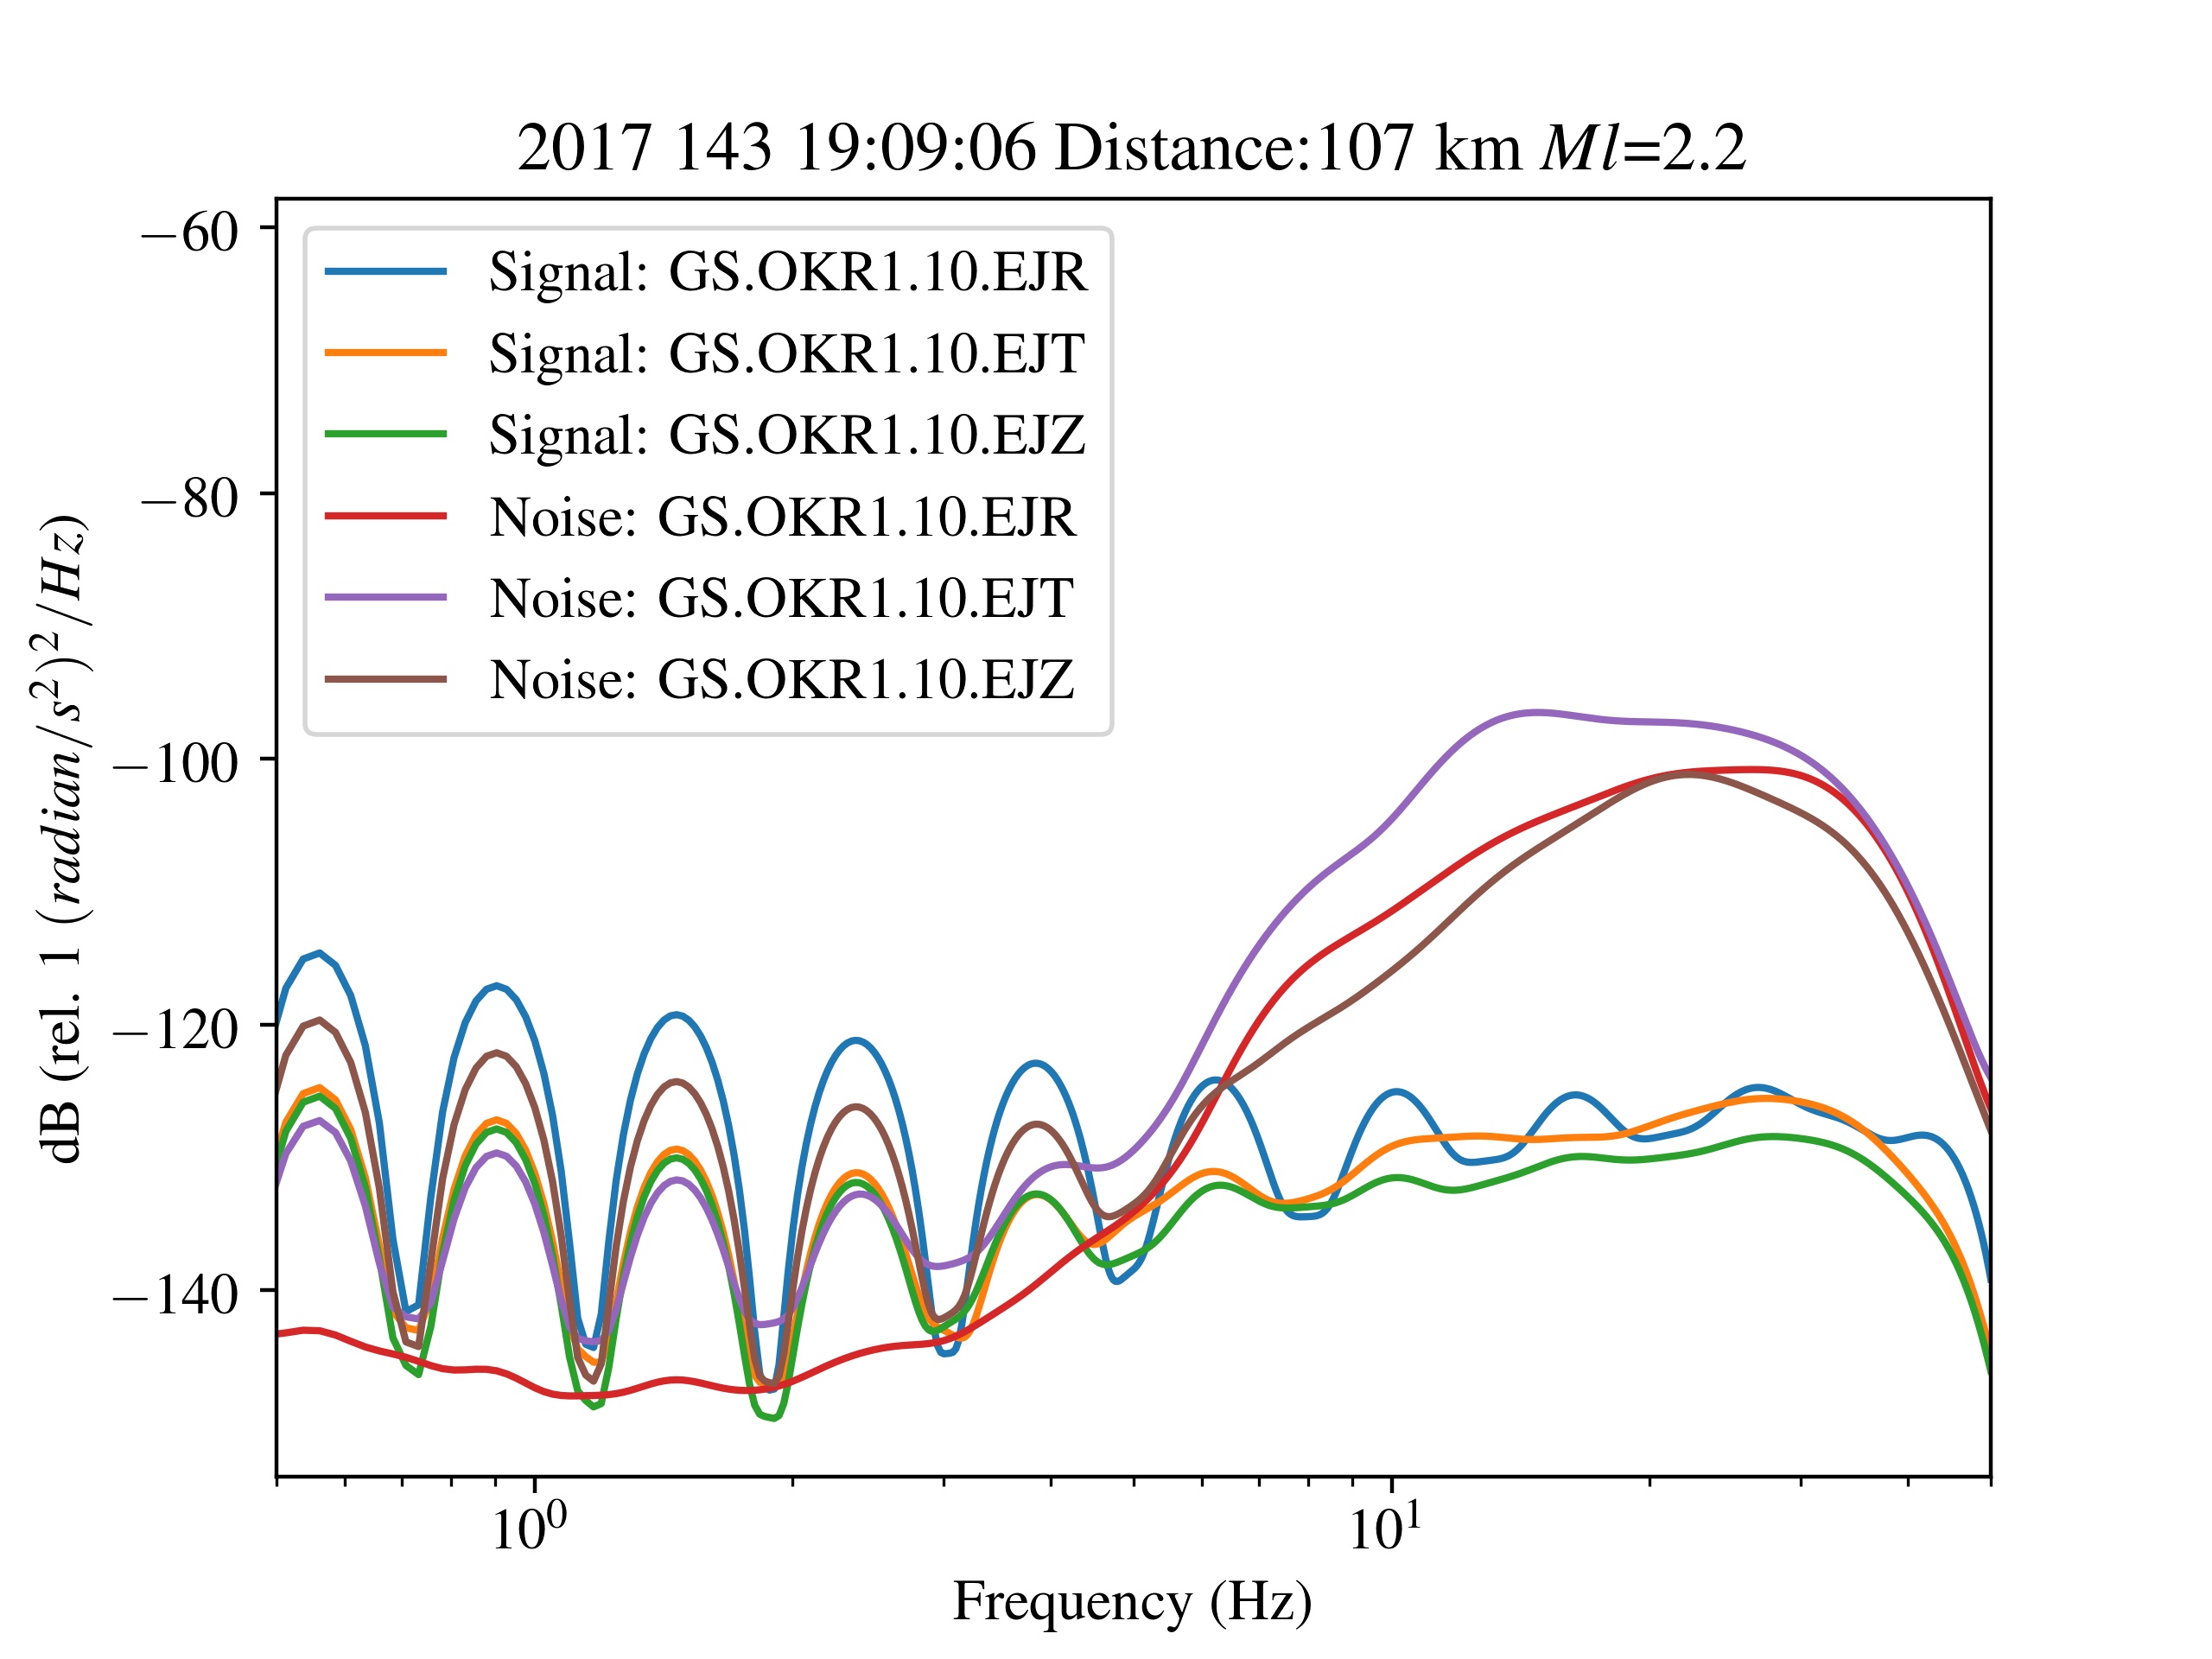 2017 143 19:09:06 Distance:107 km Ml=2.2
−60
−80
−100
−120
−140
dB (rel. 1 (radian/s²)²/Hz)
Signal: GS.OKR1.10.EJR
Signal: GS.OKR1.10.EJT
Signal: GS.OKR1.10.EJZ
Noise: GS.OKR1.10.EJR
Noise: GS.OKR1.10.EJT
Noise: GS.OKR1.10.EJZ
10⁰ 10¹
Frequency (Hz)